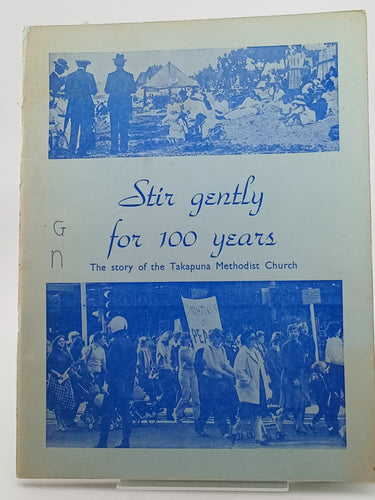 Stir gently
for 100 years
The story of the Takapuna Methodist Church
G
n